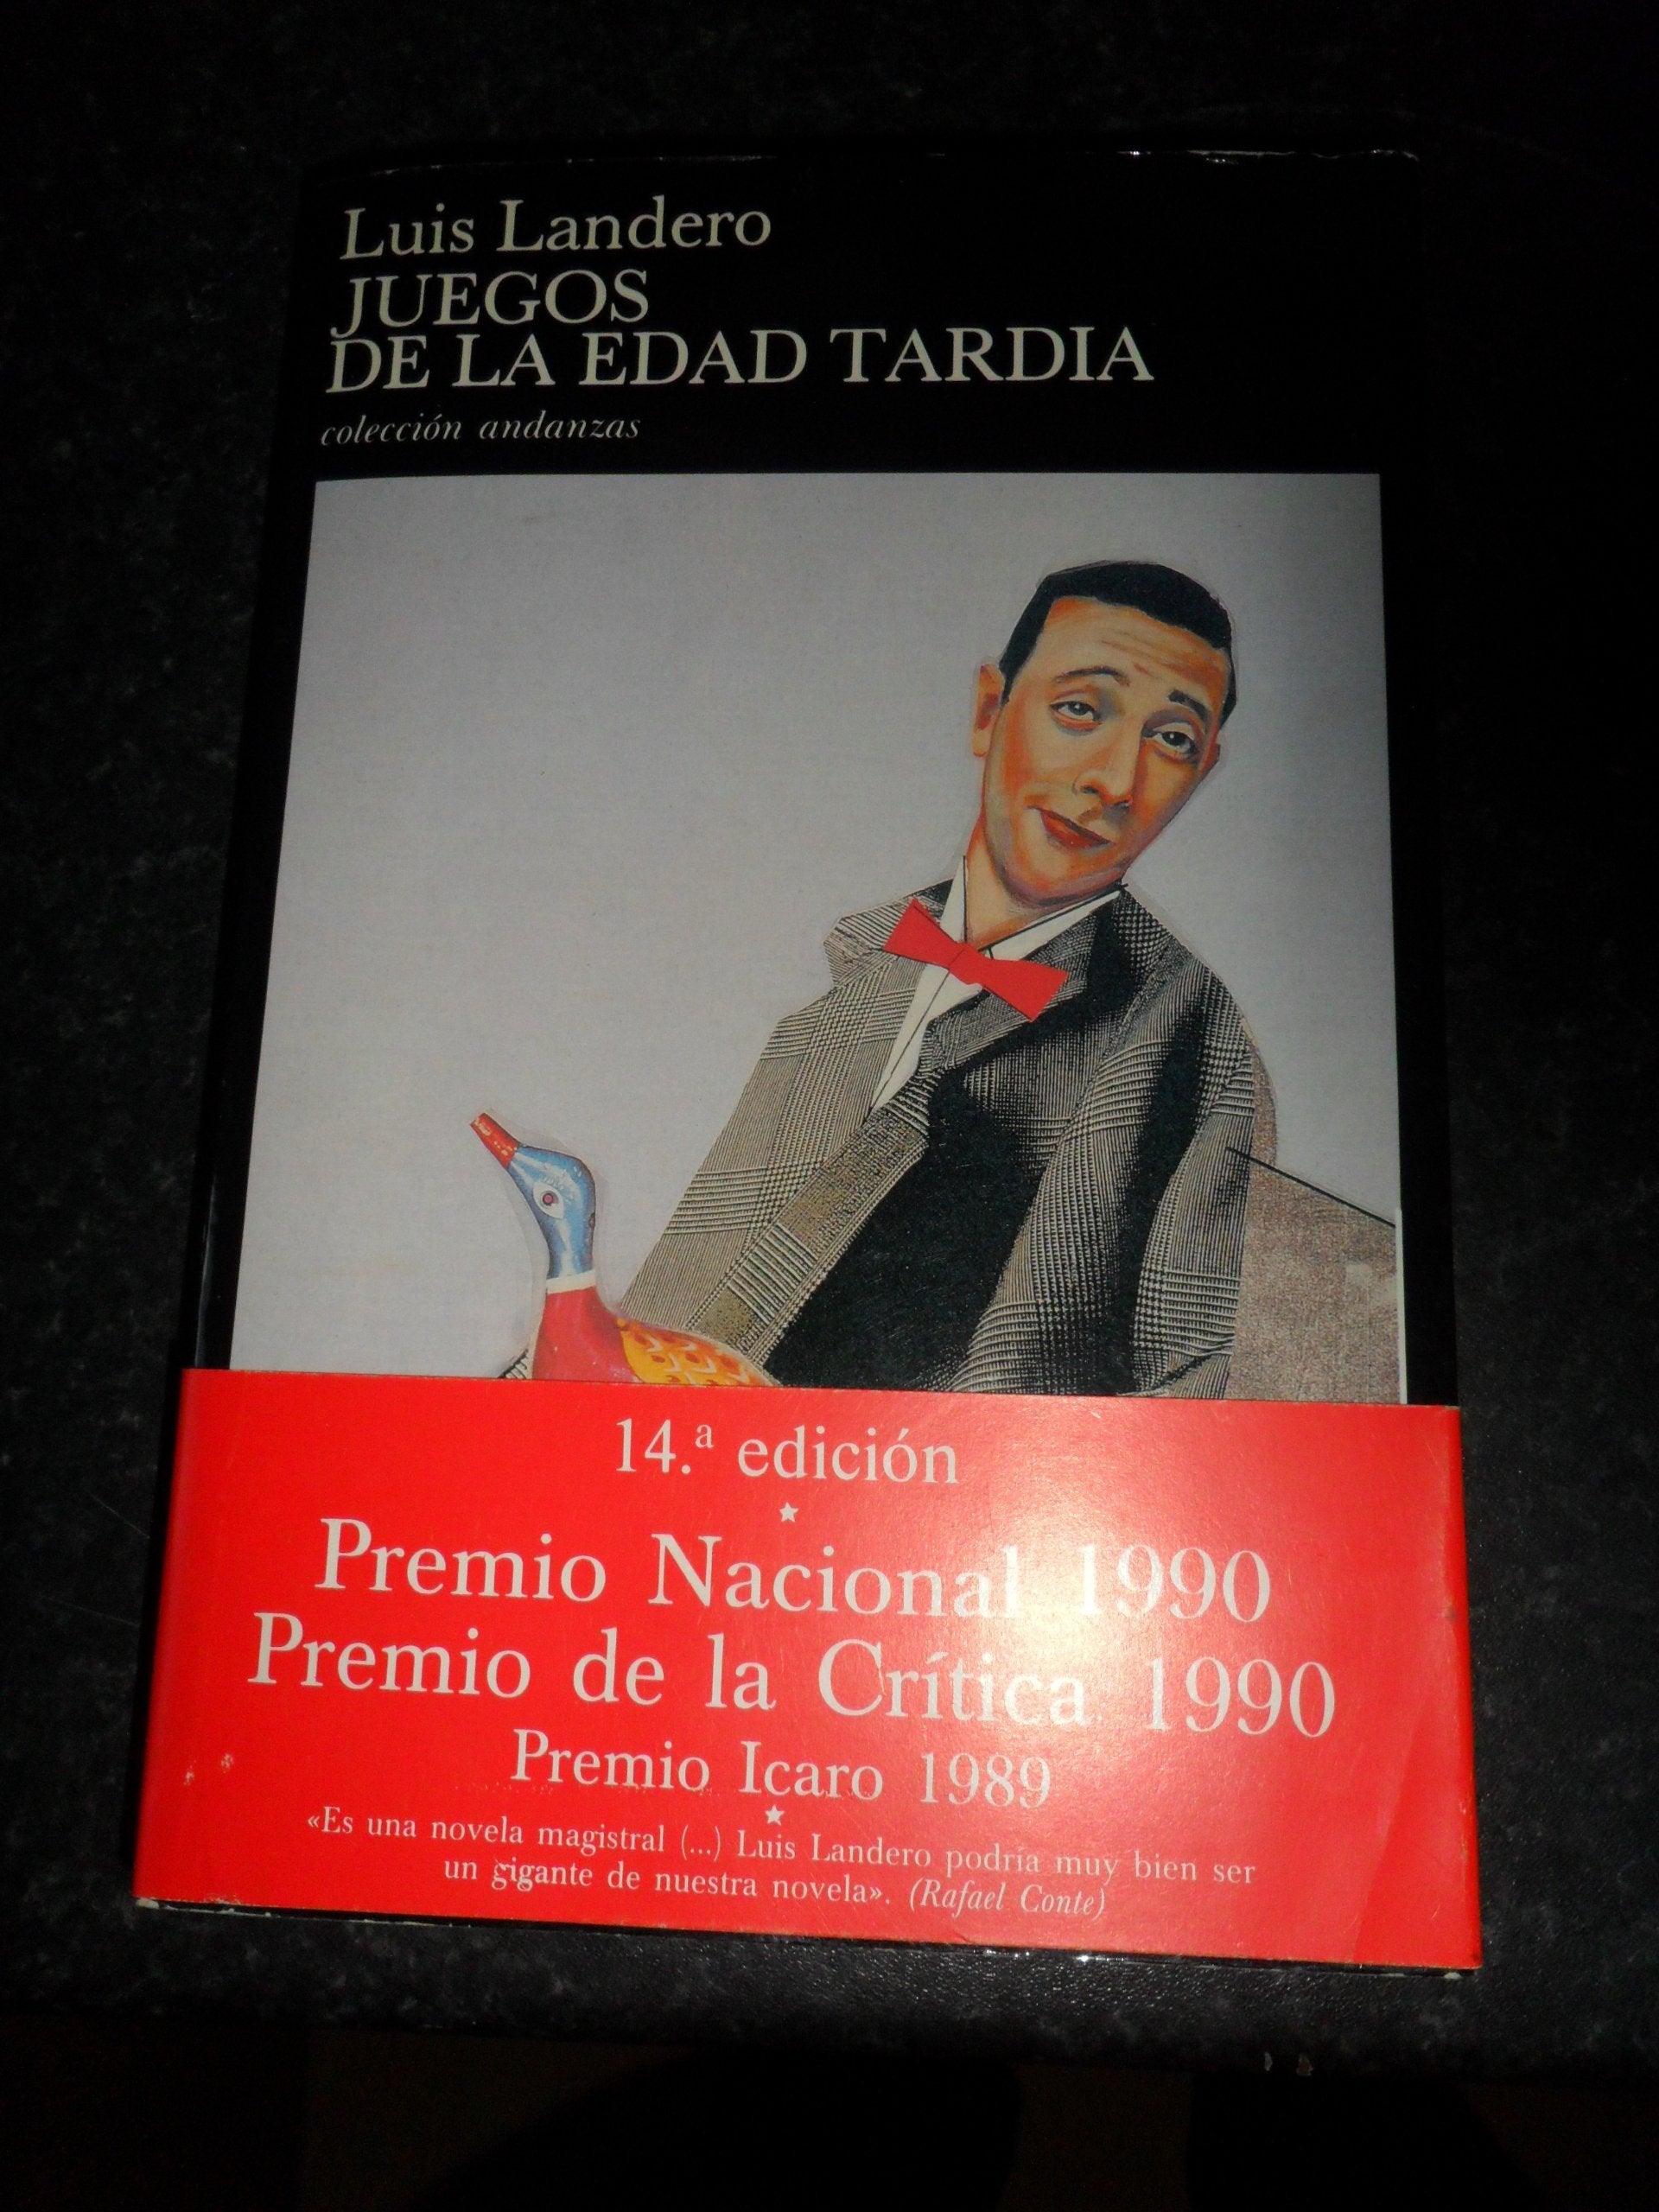 Luis Landero
JUEGOS
DE LA EDAD TARDIA
colección andanzas
14.ª edición
Premio Nacional 1990
Premio de la Crítica 1990
Premio Icaro 1989
«Es una novela magistral (...) Luis Landero podría muy bien ser
un gigante de nuestra novela». (Rafael Conte)